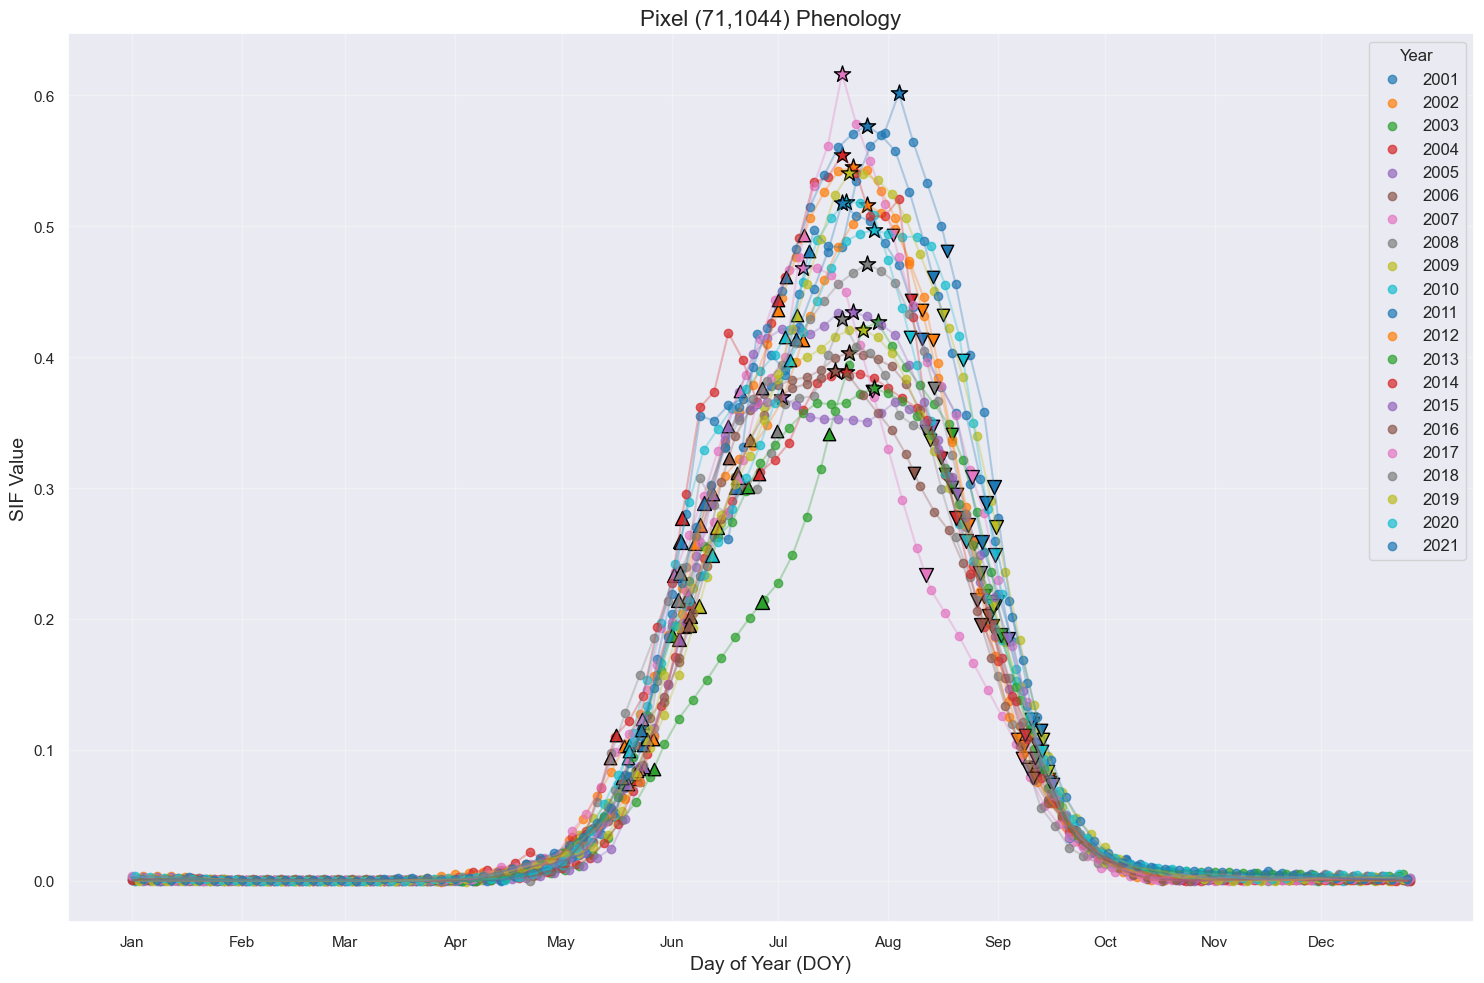 Pixel (71,1044) Phenology
SIF Value
0.6
0.5
0.4
0.3
0.2
0.1
0.0
Jan
Feb
Mar
Apr
May
Jun
Jul
Aug
Sep
Oct
Nov
Dec
Day of Year (DOY)
Year
2001
2002
2003
2004
2005
2006
2007
2008
2009
2010
2011
2012
2013
2014
2015
2016
2017
2018
2019
2020
2021